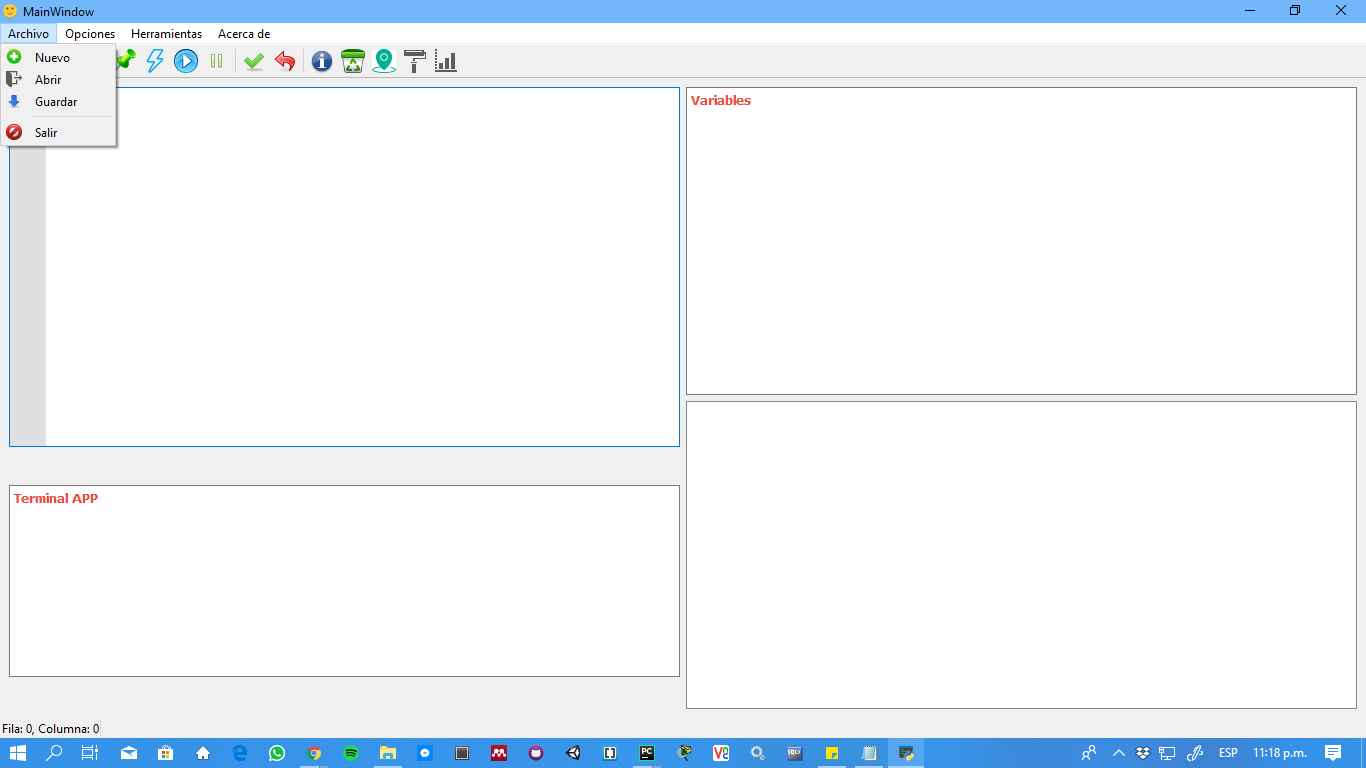 MainWindow
Archivo Opciones Herramientas Acerca de
Nuevo
Abrir
Guardar
Salir
Variables
Terminal APP
Fila: 0, Columna: 0
ESP 11:18 p.m.